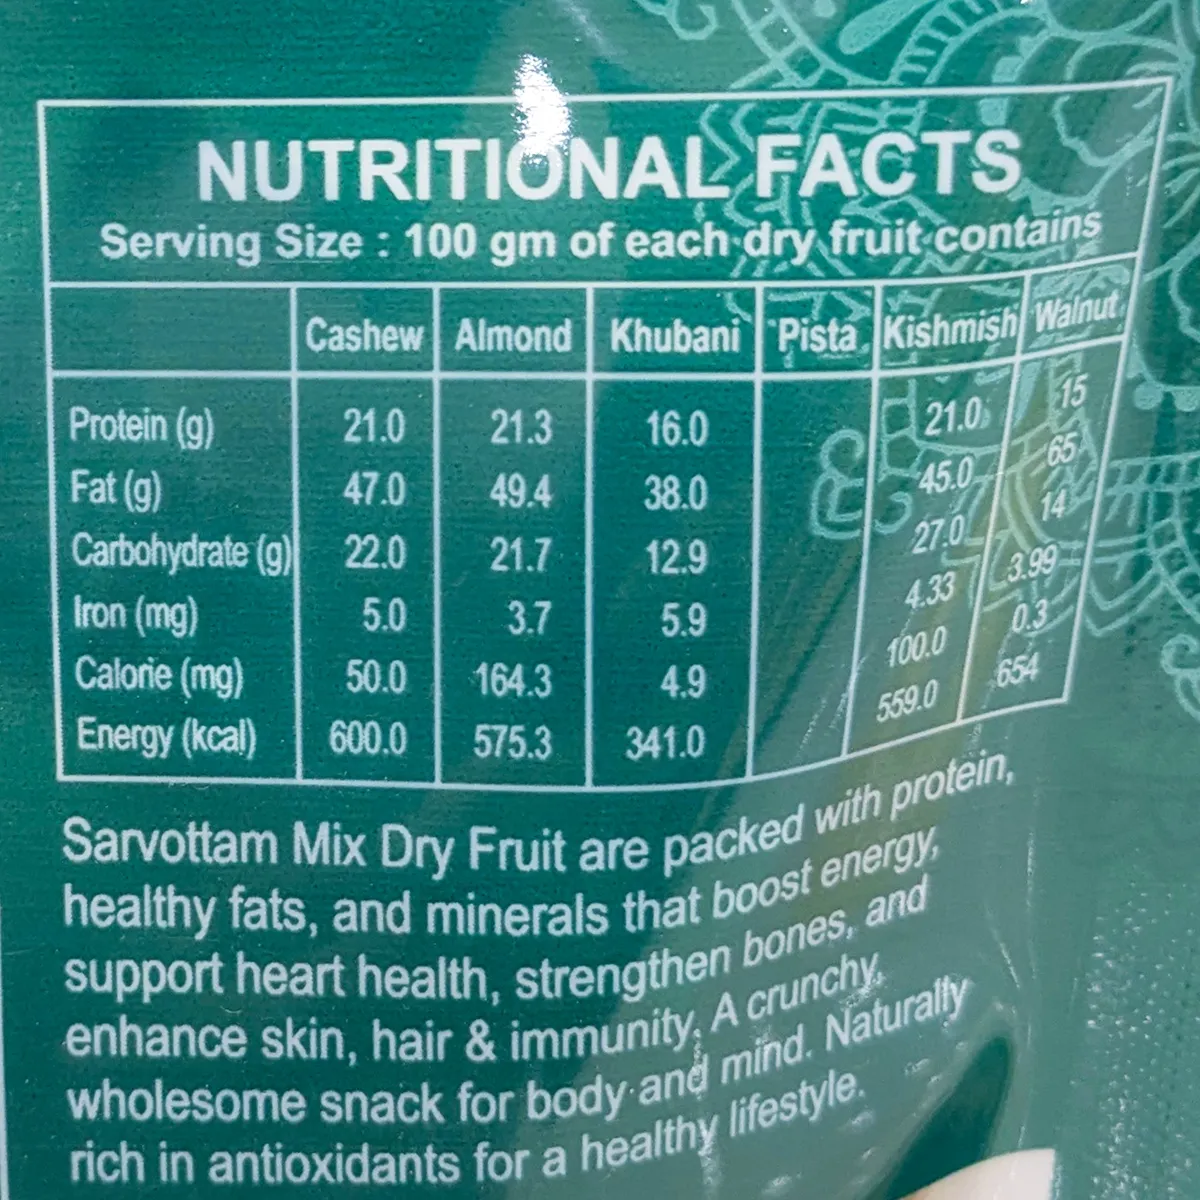 NUTRITIONAL FACTS
Serving Size : 100 gm of each dry fruit contains
Cashew Almond Khubani Pista Kishmish Walnut
Protein (g) 21.0 21.3 16.0 21.0 15
Fat (g) 47.0 49.4 38.0 45.0 65
Carbohydrate (g) 22.0 21.7 12.9 27.0 14
Iron (mg) 5.0 3.7 5.9 4.33 3.99
Calorie (mg) 50.0 164.3 4.9 100.0 0.3
Energy (kcal) 600.0 575.3 341.0 559.0 654
Sarvottam Mix Dry Fruit are packed with protein,
healthy fats, and minerals that boost energy,
support heart health, strengthen bones, and
enhance skin, hair & immunity. A crunchy,
wholesome snack for body and mind. Naturally
rich in antioxidants for a healthy lifestyle.